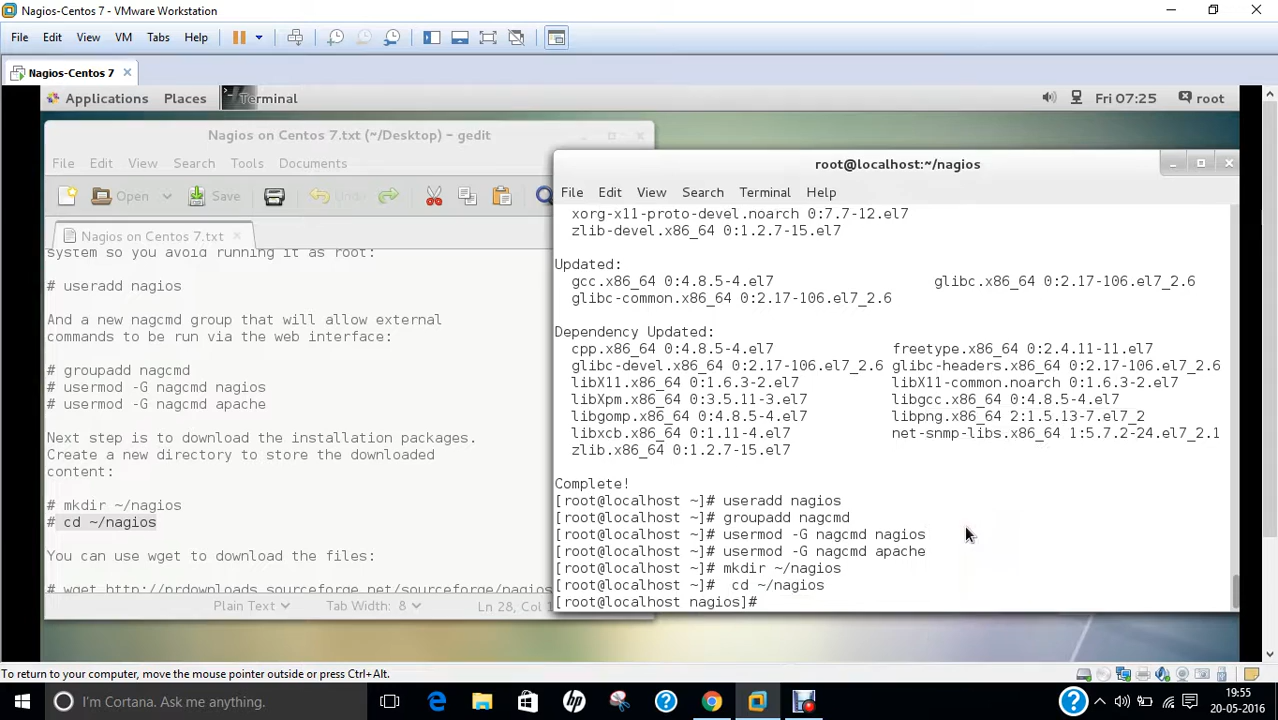 Nagios-Centos 7 - VMware Workstation
File Edit View VM Tabs Help
Nagios-Centos 7
Applications Places Terminal Fri 07:25 root
Nagios on Centos 7.txt (~/Desktop) - gedit
File Edit View Search Tools Documents
Open Save Undo
Nagios on Centos 7.txt
system so you avoid running it as root:
# useradd nagios
And a new nagcmd group that will allow external
commands to be run via the web interface:
# groupadd nagcmd
# usermod -G nagcmd nagios
# usermod -G nagcmd apache
Next step is to download the installation packages.
Create a new directory to store the downloaded
content:
# mkdir ~/nagios
# cd ~/nagios
You can use wget to download the files:
# wget http://prdownloads.sourceforge.net/sourceforge/nagios
Plain Text Tab Width: 8 Ln 28, Col 1
root@localhost:~/nagios
File Edit View Search Terminal Help
xorg-x11-proto-devel.noarch 0:7.7-12.el7
zlib-devel.x86_64 0:1.2.7-15.el7
Updated:
gcc.x86_64 0:4.8.5-4.el7 glibc.x86_64 0:2.17-106.el7_2.6
glibc-common.x86_64 0:2.17-106.el7_2.6
Dependency Updated:
cpp.x86_64 0:4.8.5-4.el7 freetype.x86_64 0:2.4.11-11.el7
glibc-devel.x86_64 0:2.17-106.el7_2.6 glibc-headers.x86_64 0:2.17-106.el7_2.6
libX11.x86_64 0:1.6.3-2.el7 libX11-common.noarch 0:1.6.3-2.el7
libXpm.x86_64 0:3.5.11-3.el7 libgcc.x86_64 0:4.8.5-4.el7
libgomp.x86_64 0:4.8.5-4.el7 libpng.x86_64 2:1.5.13-7.el7_2
libxcb.x86_64 0:1.11-4.el7 net-snmp-libs.x86_64 1:5.7.2-24.el7_2.1
zlib.x86_64 0:1.2.7-15.el7
Complete!
[root@localhost ~]# useradd nagios
[root@localhost ~]# groupadd nagcmd
[root@localhost ~]# usermod -G nagcmd nagios
[root@localhost ~]# usermod -G nagcmd apache
[root@localhost ~]# mkdir ~/nagios
[root@localhost ~]#  cd ~/nagios
[root@localhost nagios]#
To return to your computer, move the mouse pointer outside or press Ctrl+Alt.
I'm Cortana. Ask me anything.
19:55
20-05-2016